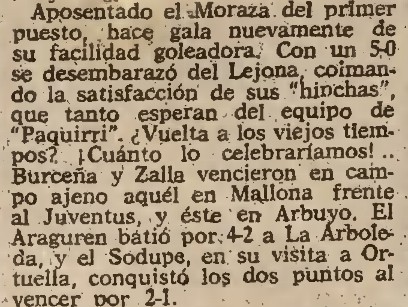 Aposentado el Moraza del primer
puesto, hace gala nuevamente de
su facilidad goleadora. Con un 5-0
se desembarazó del Lejona, coiman-
do la satisfacción de sus "hinchas",
que tanto esperan del equipo de
"Paquirri". ¿Vuelta a los viejos tiem-
pos? ¡Cuánto lo celebraríamos!..
Burceña y Zalla vencieron en cam-
po ajeno aquél en Mallona frente
al Juventus, y éste en Arbuyo. El
Araguren batió por 4-2 a La Arbole-
da, y el Sodupe, en su visita a Or-
tuella, conquistó los dos puntos al
vencer por 2-1.